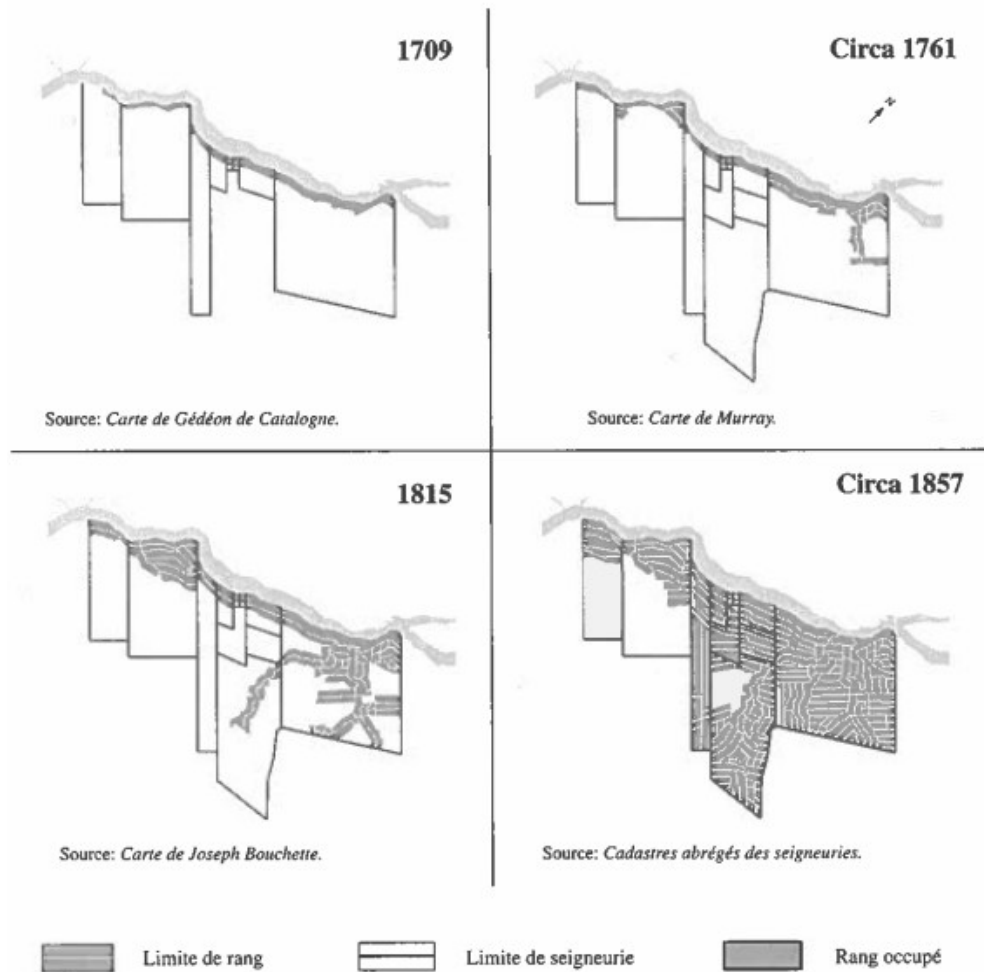 1709
Circa 1761
N
Source: Carte de Gédéon de Catalogne.
Source: Carte de Murray.
1815
Circa 1857
Source: Carte de Joseph Bouchette.
Source: Cadastres abrégés des seigneuries.
Limite de rang
Limite de seigneurie
Rang occupé